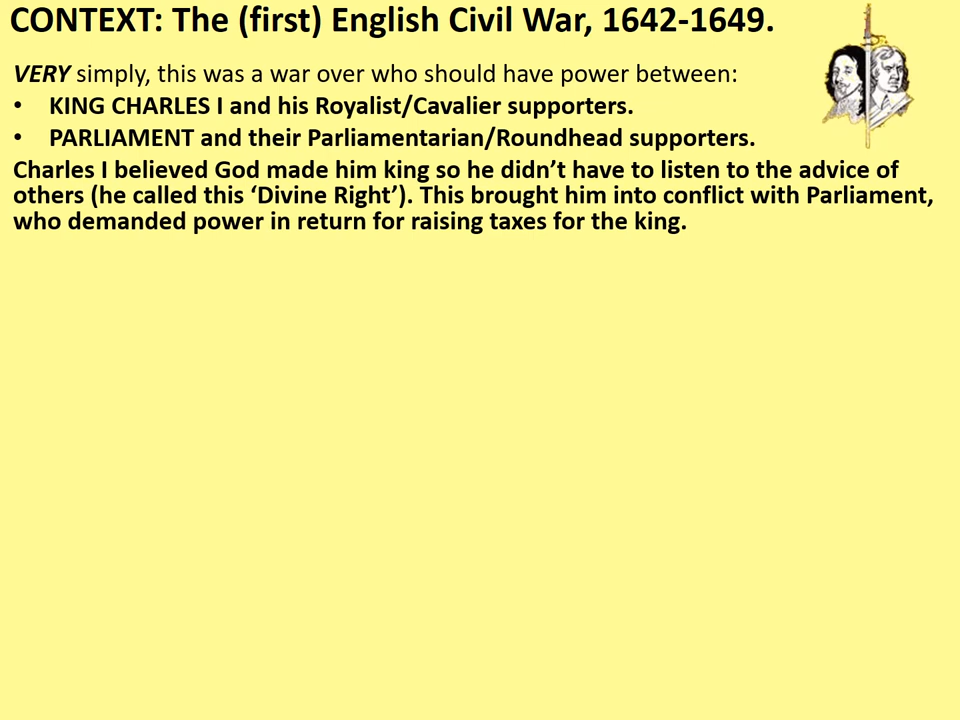 CONTEXT: The (first) English Civil War, 1642-1649.
VERY simply, this was a war over who should have power between:
• KING CHARLES I and his Royalist/Cavalier supporters.
• PARLIAMENT and their Parliamentarian/Roundhead supporters.
Charles I believed God made him king so he didn’t have to listen to the advice of
others (he called this ‘Divine Right’). This brought him into conflict with Parliament,
who demanded power in return for raising taxes for the king.